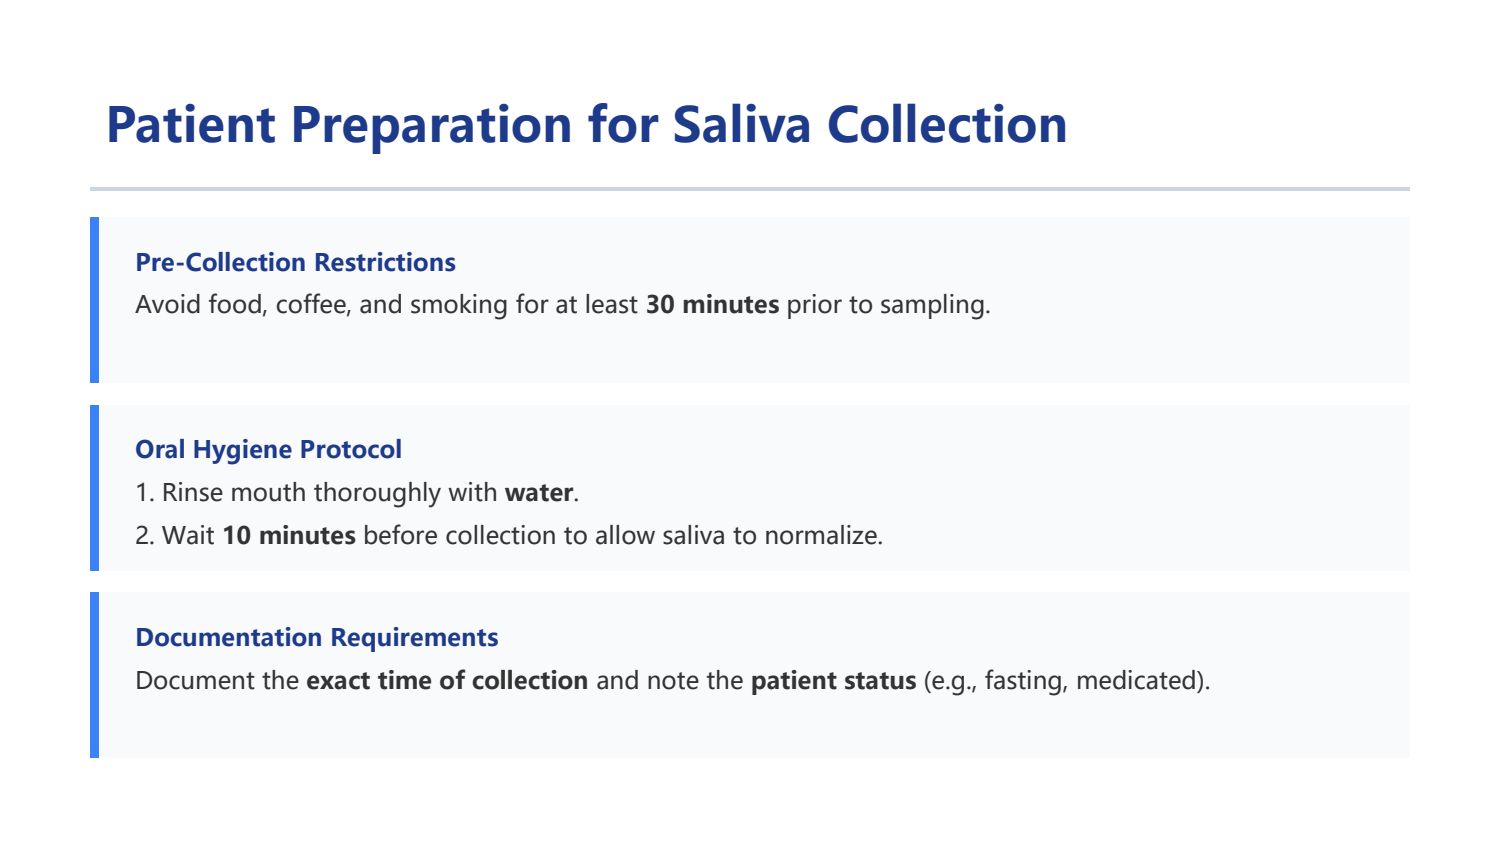 Patient Preparation for Saliva Collection
Pre-Collection Restrictions
Avoid food, coffee, and smoking for at least 30 minutes prior to sampling.
Oral Hygiene Protocol
1. Rinse mouth thoroughly with water.
2. Wait 10 minutes before collection to allow saliva to normalize.
Documentation Requirements
Document the exact time of collection and note the patient status (e.g., fasting, medicated).